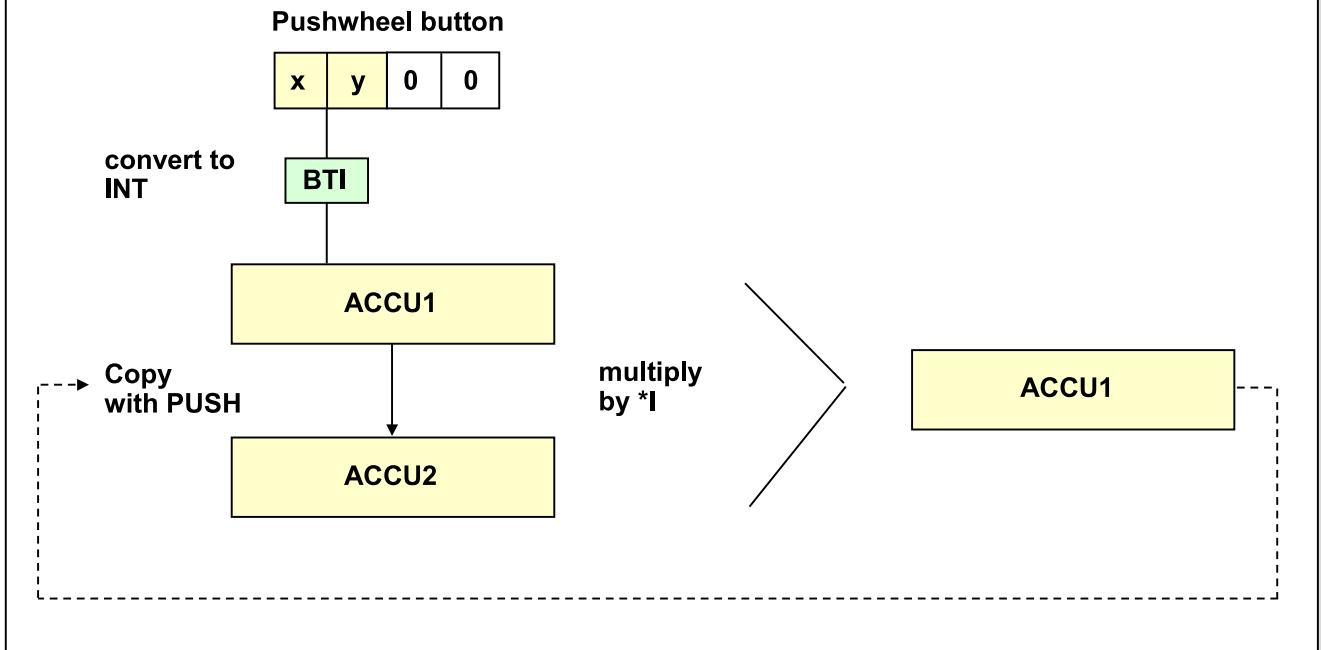 Pushwheel button
x y 0 0
convert to
INT
BTI
ACCU1
Copy
with PUSH
multiply
by *I
ACCU1
ACCU2